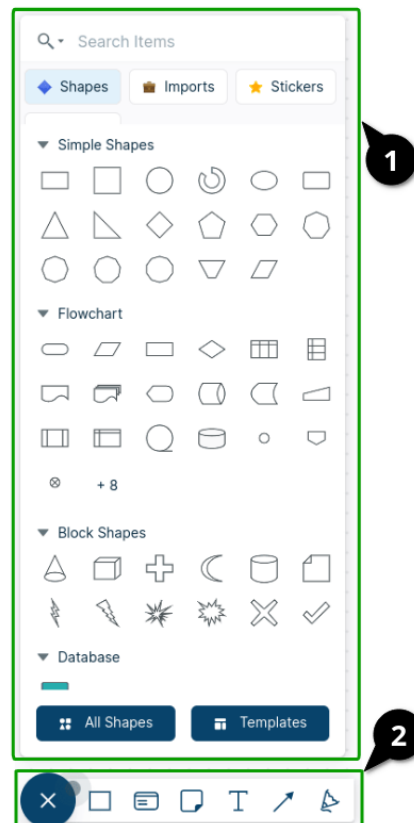 Search Items
Shapes Imports Stickers
Simple Shapes
1
Flowchart
+ 8
Block Shapes
Database
All Shapes Templates
2
T